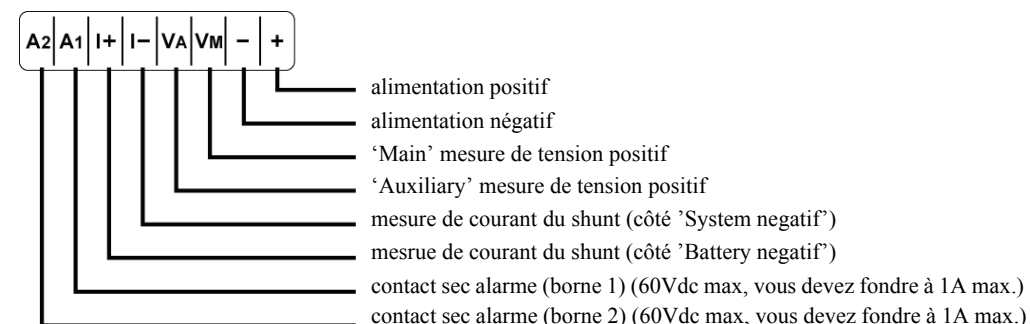 A2 A1 I+ I- VA VM - +
alimentation positif
alimentation négatif
‘Main’ mesure de tension positif
‘Auxiliary’ mesure de tension positif
mesure de courant du shunt (côté ’System negatif’)
mesrue de courant du shunt (côté ’Battery negatif’)
contact sec alarme (borne 1) (60Vdc max, vous devez fondre à 1A max.)
contact sec alarme (borne 2) (60Vdc max, vous devez fondre à 1A max.)